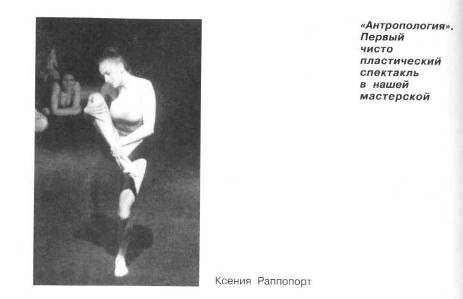 «Антропология».
Первый
чисто
пластический
спектакль
в нашей
мастерской
Ксения Раппопорт